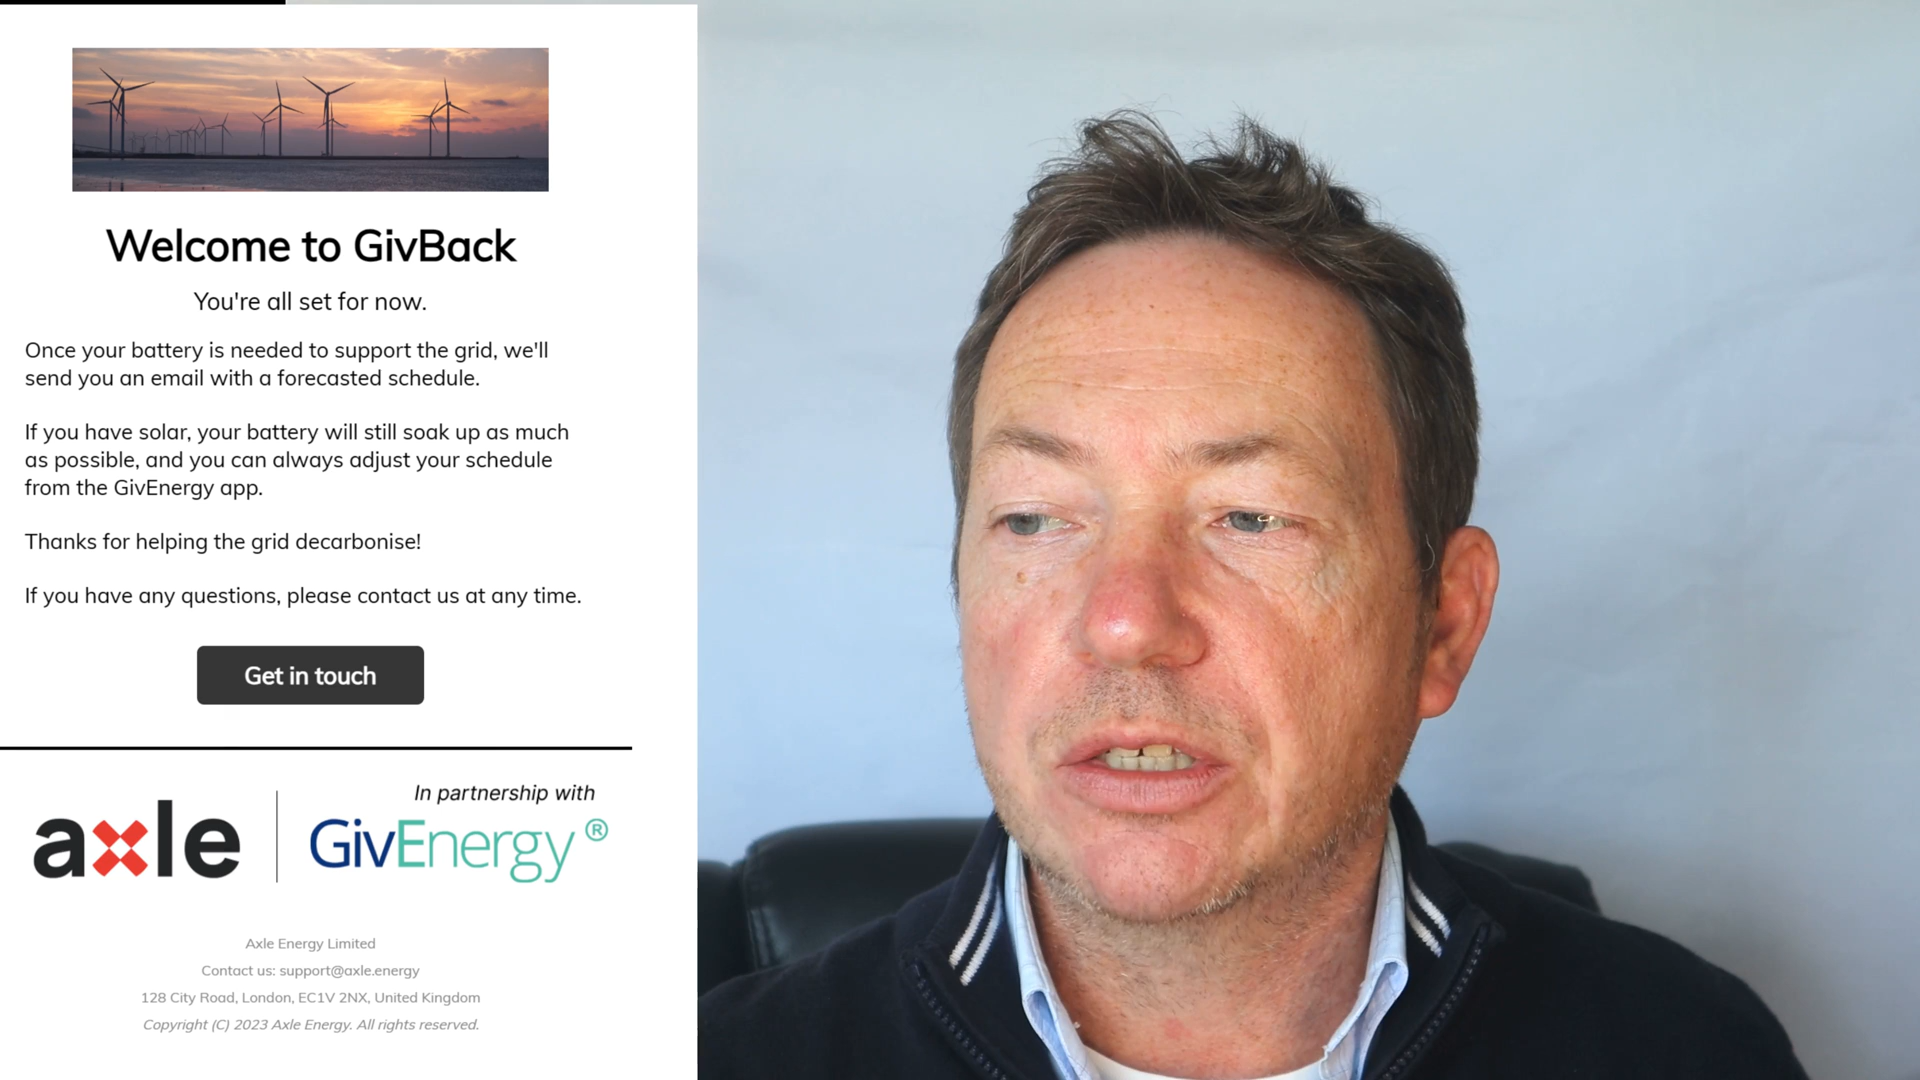 Welcome to GivBack
You're all set for now.
Once your battery is needed to support the grid, we'll
send you an email with a forecasted schedule.
If you have solar, your battery will still soak up as much
as possible, and you can always adjust your schedule
from the GivEnergy app.
Thanks for helping the grid decarbonise!
If you have any questions, please contact us at any time.
Get in touch
axle
In partnership with
GivEnergy ®
Axle Energy Limited
Contact us: support@axle.energy
128 City Road, London, EC1V 2NX, United Kingdom
Copyright (C) 2023 Axle Energy. All rights reserved.